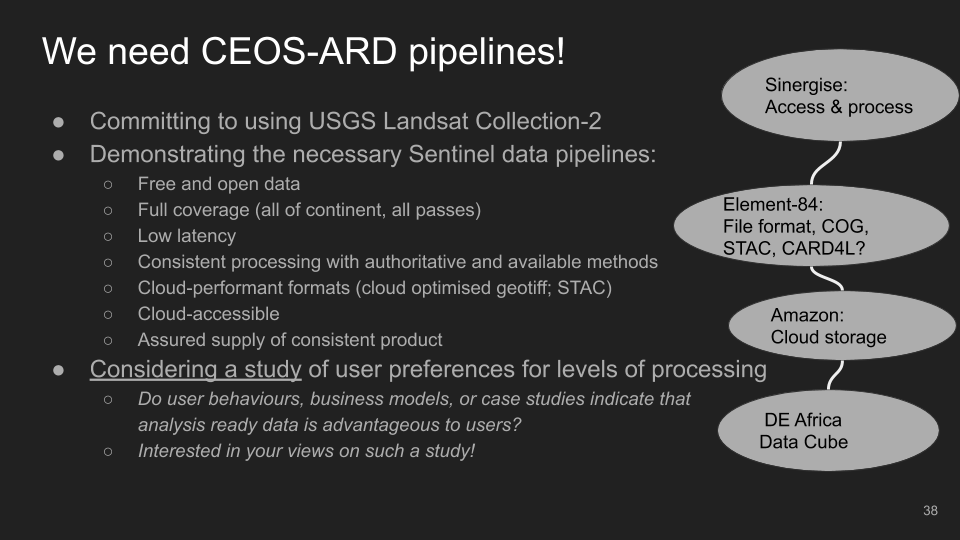 We need CEOS-ARD pipelines!
● Committing to using USGS Landsat Collection-2
● Demonstrating the necessary Sentinel data pipelines:
○ Free and open data
○ Full coverage (all of continent, all passes)
○ Low latency
○ Consistent processing with authoritative and available methods
○ Cloud-performant formats (cloud optimised geotiff; STAC)
○ Cloud-accessible
○ Assured supply of consistent product
● Considering a study of user preferences for levels of processing
○ Do user behaviours, business models, or case studies indicate that
analysis ready data is advantageous to users?
○ Interested in your views on such a study!
Sinergise:
Access & process
Element-84:
File format, COG,
STAC, CARD4L?
Amazon:
Cloud storage
DE Africa
Data Cube
38